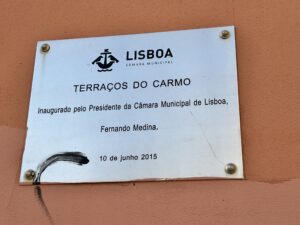 LISBOA
CÂMARA MUNICIPAL
TERRAÇOS DO CARMO
Inaugurado pelo Presidente da Câmara Municipal de Lisboa,
Fernando Medina.
10 de junho 2015